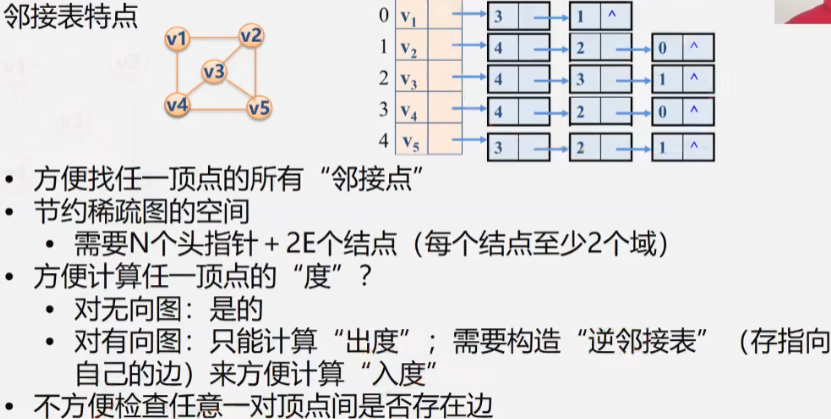 邻接表特点
v1
v2
v3
v4
v5
0 v₁ 3 1 ^
1 v₂ 4 2 0 ^
2 v₃ 4 3 1 ^
3 v₄ 4 2 0 ^
4 v₅ 3 2 1 ^
• 方便找任一顶点的所有“邻接点”
• 节约稀疏图的空间
• 需要N个头指针＋2E个结点（每个结点至少2个域）
• 方便计算任一顶点的“度”？
• 对无向图：是的
• 对有向图：只能计算“出度”；需要构造“逆邻接表”（存指向
自己的边）来方便计算“入度”
• 不方便检查任意一对顶点间是否存在边